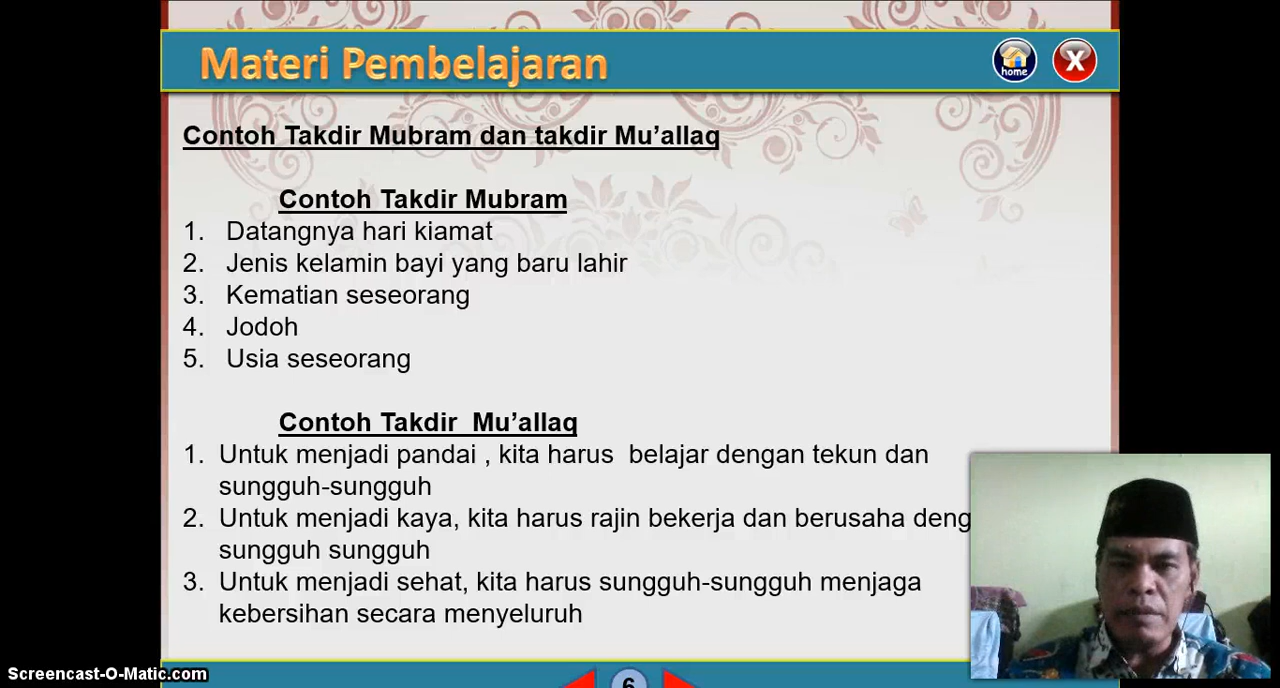 Materi Pembelajaran
home
X
Contoh Takdir Mubram dan takdir Mu’allaq
Contoh Takdir Mubram
1. Datangnya hari kiamat
2. Jenis kelamin bayi yang baru lahir
3. Kematian seseorang
4. Jodoh
5. Usia seseorang
Contoh Takdir Mu’allaq
1. Untuk menjadi pandai , kita harus belajar dengan tekun dan
sungguh-sungguh
2. Untuk menjadi kaya, kita harus rajin bekerja dan berusaha deng
sungguh sungguh
3. Untuk menjadi sehat, kita harus sungguh-sungguh menjaga
kebersihan secara menyeluruh
6
Screencast-O-Matic.com